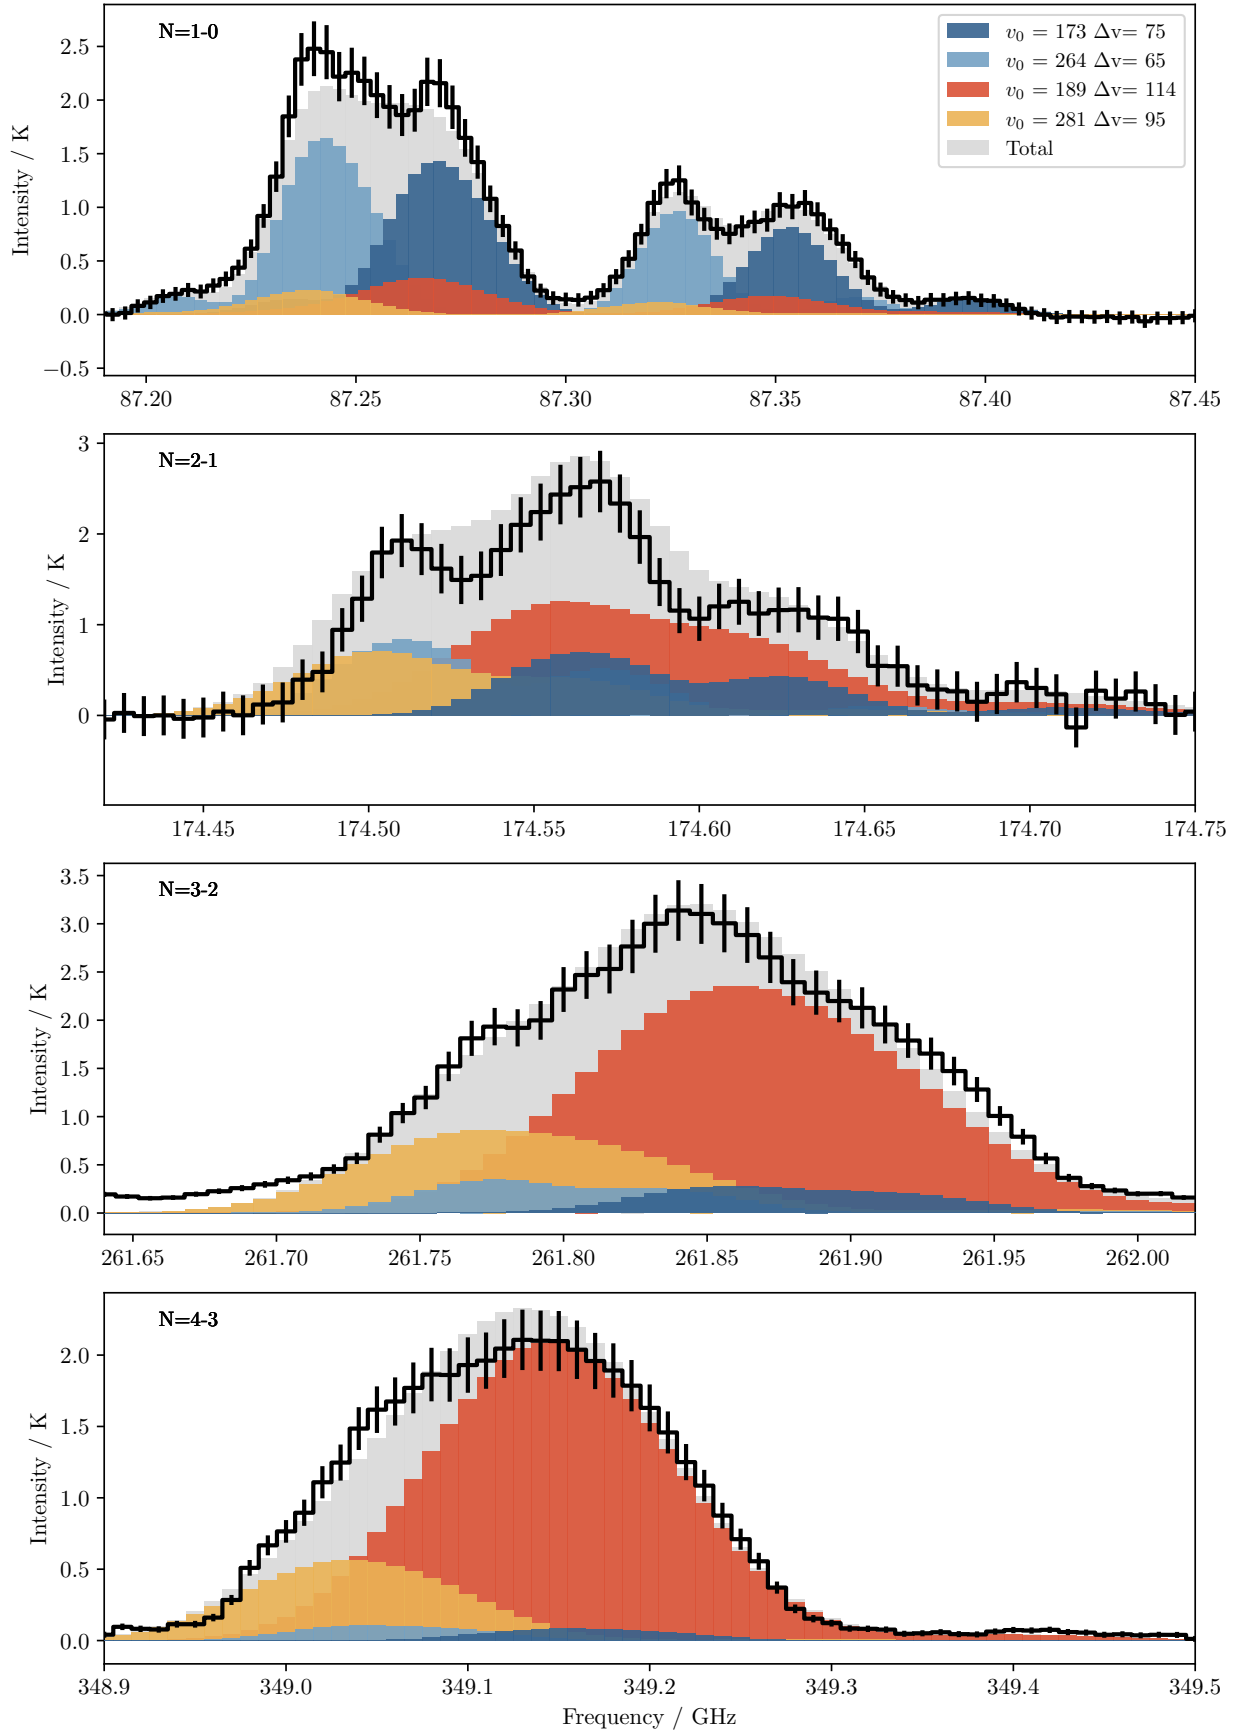 N=1-0
v₀ = 173 Δv= 75
v₀ = 264 Δv= 65
v₀ = 189 Δv= 114
v₀ = 281 Δv= 95
Total
2.5
2.0
1.5
1.0
0.5
0.0
−0.5
Intensity / K
87.20 87.25 87.30 87.35 87.40 87.45
N=2-1
3
2
1
0
Intensity / K
174.45 174.50 174.55 174.60 174.65 174.70 174.75
N=3-2
3.5
3.0
2.5
2.0
1.5
1.0
0.5
0.0
Intensity / K
261.65 261.70 261.75 261.80 261.85 261.90 261.95 262.00
N=4-3
2.0
1.5
1.0
0.5
0.0
Intensity / K
348.9 349.0 349.1 349.2 349.3 349.4 349.5
Frequency / GHz